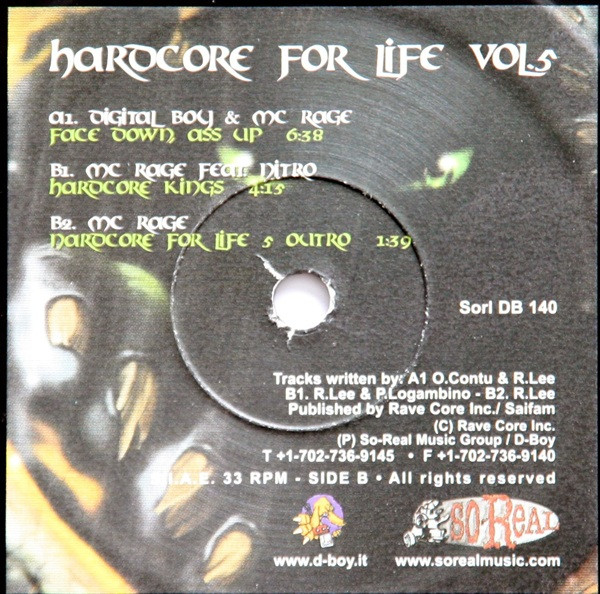 HARDCORE FOR LIFE VOL.5
A1. DIGITAL BOY & MC RAGE
FACE DOWN, ASS UP 6:38
B1. MC RAGE FEAT. NITRO
HARDCORE KINGS 4:15
B2. MC RAGE
HARDCORE FOR LIFE 5 OUTRO 1:39
Sorl DB 140
Tracks written by: A1 O.Contu & R.Lee
B1. R.Lee & P.Logambino - B2. R.Lee
Published by Rave Core Inc./ Saifam
(C) Rave Core Inc.
(P) So-Real Music Group / D-Boy
T +1-702-736-9145 • F +1-702-736-9140
S.I.A.E. 33 RPM - SIDE B • All rights reserved
SO-REAL
www.d-boy.it www.sorealmusic.com